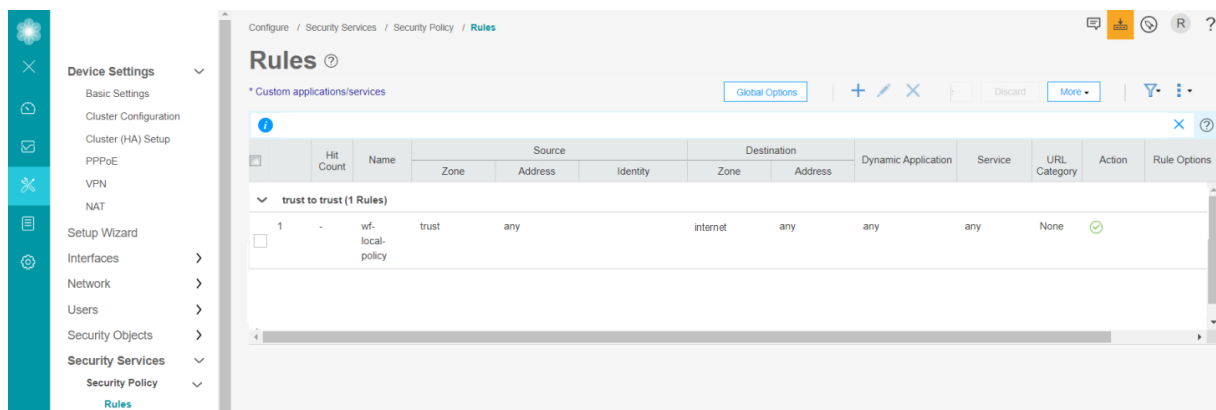 Configure / Security Services / Security Policy / Rules
R ?
Rules ?
* Custom applications/services
Global Options
Discard
More
Device Settings
Basic Settings
Cluster Configuration
Cluster (HA) Setup
PPPoE
VPN
NAT
Setup Wizard
Interfaces
Network
Users
Security Objects
Security Services
Security Policy
Rules
Source Destination
Hit Count Name Zone Address Identity Zone Address Dynamic Application Service URL Category Action Rule Options
trust to trust (1 Rules)
1 - wf-local-policy trust any internet any any any None